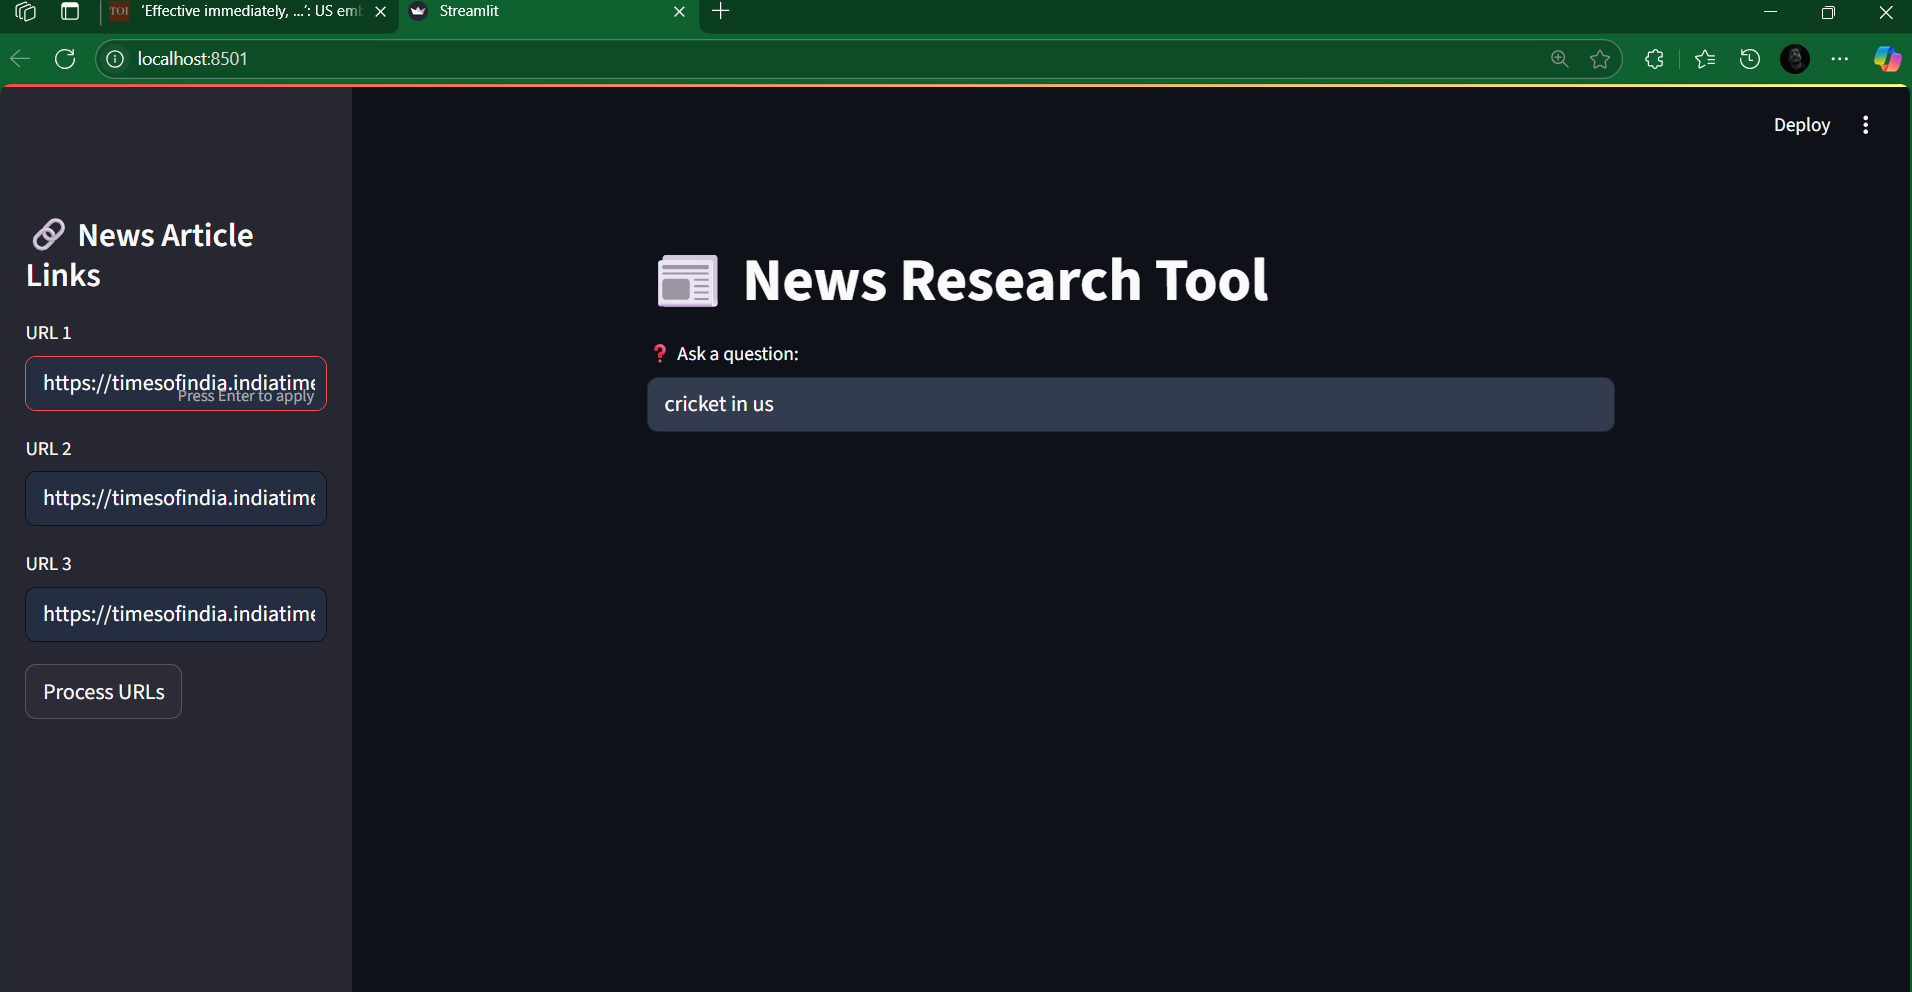 TOI 'Effective immediately, ...': US em
Streamlit
localhost:8501
Deploy
News Article
Links
URL 1
https://timesofindia.indiatime
Press Enter to apply
URL 2
https://timesofindia.indiatime
URL 3
https://timesofindia.indiatime
Process URLs
News Research Tool
Ask a question:
cricket in us